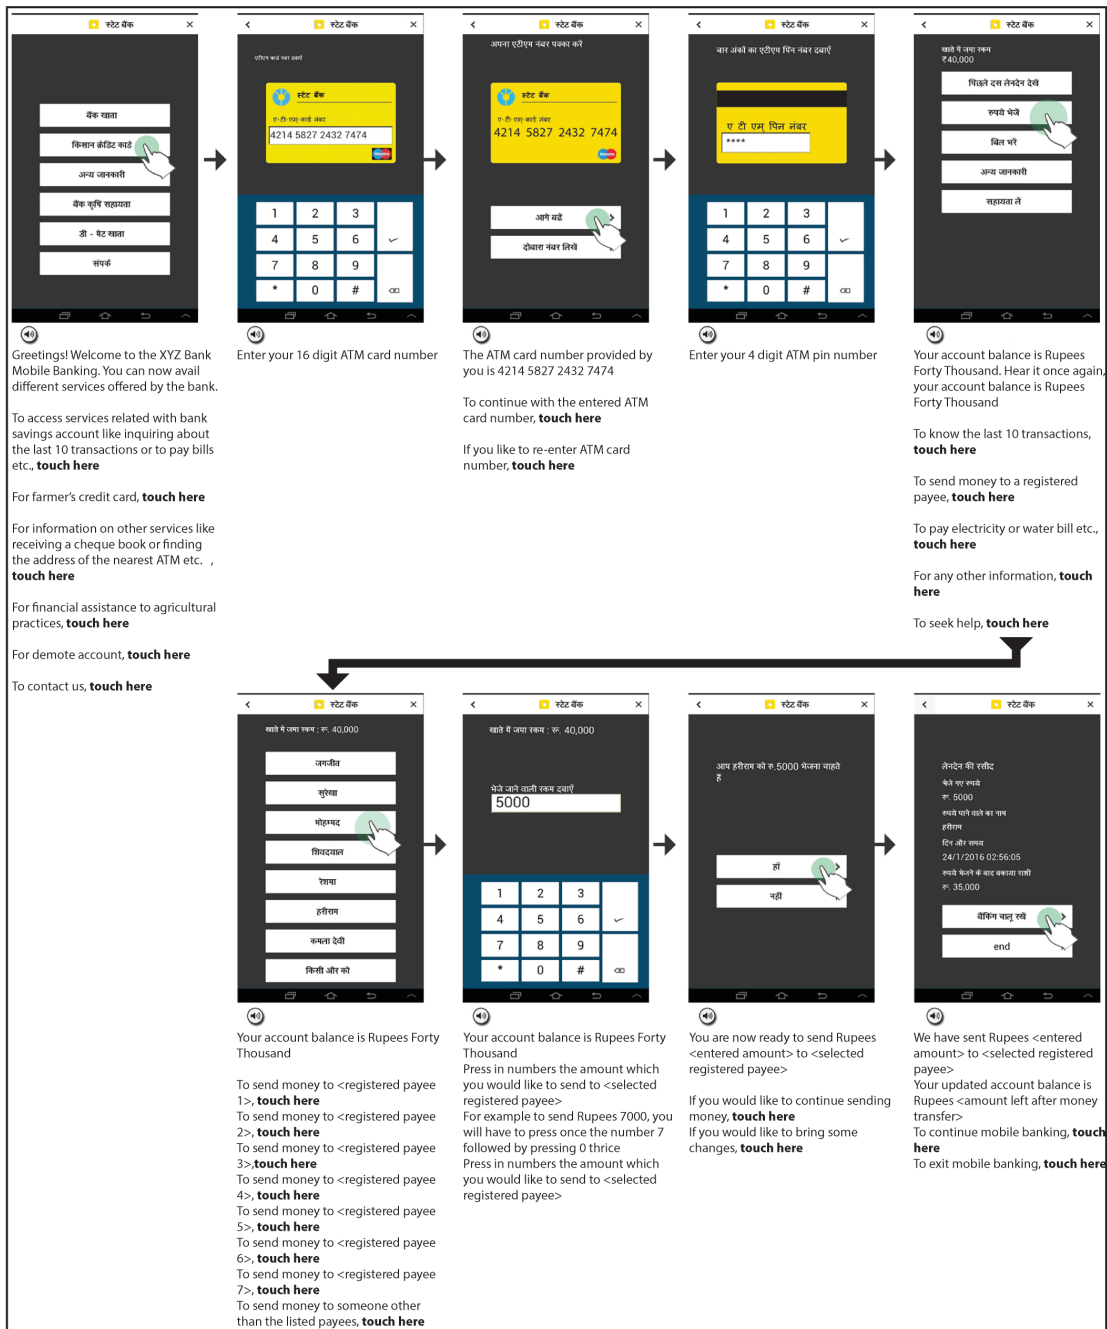 स्टेट बैंक
बैंक खाता
किसान क्रेडिट कार्ड
अन्य जानकारी
बैंक कृषि सहायता
डी - मेट खाता
संपर्क
Greetings! Welcome to the XYZ Bank
Mobile Banking. You can now avail
different services offered by the bank.
To access services related with bank
savings account like inquiring about
the last 10 transactions or to pay bills
etc., touch here
For farmer's credit card, touch here
For information on other services like
receiving a cheque book or finding
the address of the nearest ATM etc. ,
touch here
For financial assistance to agricultural
practices, touch here
For demote account, touch here
To contact us, touch here
स्टेट बैंक
एटीएम कार्ड नंबर दबाएँ
स्टेट बैंक
ए-टी-एम्-कार्ड नंबर
4214 5827 2432 7474
1 2 3
4 5 6
7 8 9
* 0 #
Enter your 16 digit ATM card number
स्टेट बैंक
अपना एटीएम नंबर पक्का करें
स्टेट बैंक
ए-टी-एम्-कार्ड नंबर
4214 5827 2432 7474
आगे बढें
दोबारा नंबर लिखें
The ATM card number provided by
you is 4214 5827 2432 7474
To continue with the entered ATM
card number, touch here
If you like to re-enter ATM card
number, touch here
स्टेट बैंक
चार अंकों का एटीएम पिन नंबर दबाएँ
ए टी एम् पिन नंबर
****
1 2 3
4 5 6
7 8 9
* 0 #
Enter your 4 digit ATM pin number
स्टेट बैंक
खाते में जमा रकम
₹40,000
पिछले दस लेनदेन देखें
रुपये भेजें
बिल भरें
अन्य जानकारी
सहायता लें
Your account balance is Rupees
Forty Thousand. Hear it once again,
your account balance is Rupees
Forty Thousand
To know the last 10 transactions,
touch here
To send money to a registered
payee, touch here
To pay electricity or water bill etc.,
touch here
For any other information, touch
here
To seek help, touch here
स्टेट बैंक
खाते में जमा रकम : रू. 40,000
जगजीत
सुरेखा
मोहम्मद
शिवदयाल
रेशमा
हरीराम
कमला देवी
किसी और को
Your account balance is Rupees Forty
Thousand
To send money to <registered payee
1>, touch here
To send money to <registered payee
2>, touch here
To send money to <registered payee
3>,touch here
To send money to <registered payee
4>, touch here
To send money to <registered payee
5>, touch here
To send money to <registered payee
6>, touch here
To send money to <registered payee
7>, touch here
To send money to someone other
than the listed payees, touch here
स्टेट बैंक
खाते में जमा रकम : रू. 40,000
भेजे जाने वाली रकम दबाएँ
5000
1 2 3
4 5 6
7 8 9
* 0 #
Your account balance is Rupees Forty
Thousand
Press in numbers the amount which
you would like to send to <selected
registered payee>
For example to send Rupees 7000, you
will have to press once the number 7
followed by pressing 0 thrice
Press in numbers the amount which
you would like to send to <selected
registered payee>
स्टेट बैंक
आप हरीराम को रु.5000 भेजना चाहते
हैं
हाँ
नहीं
You are now ready to send Rupees
<entered amount> to <selected
registered payee>
If you would like to continue sending
money, touch here
If you would like to bring some
changes, touch here
स्टेट बैंक
लेनदेन की रसीद
भेजे गए रुपये
रू. 5000
रुपये पाने वाले का नाम
हरीराम
दिन और समय
24/1/2016 02:56:05
रुपये भेजने के बाद बकाया राशी
रू. 35,000
बैंकिंग चालू रखें
end
We have sent Rupees <entered
amount> to <selected registered
payee>
Your updated account balance is
Rupees <amount left after money
transfer>
To continue mobile banking, touch
here
To exit mobile banking, touch here